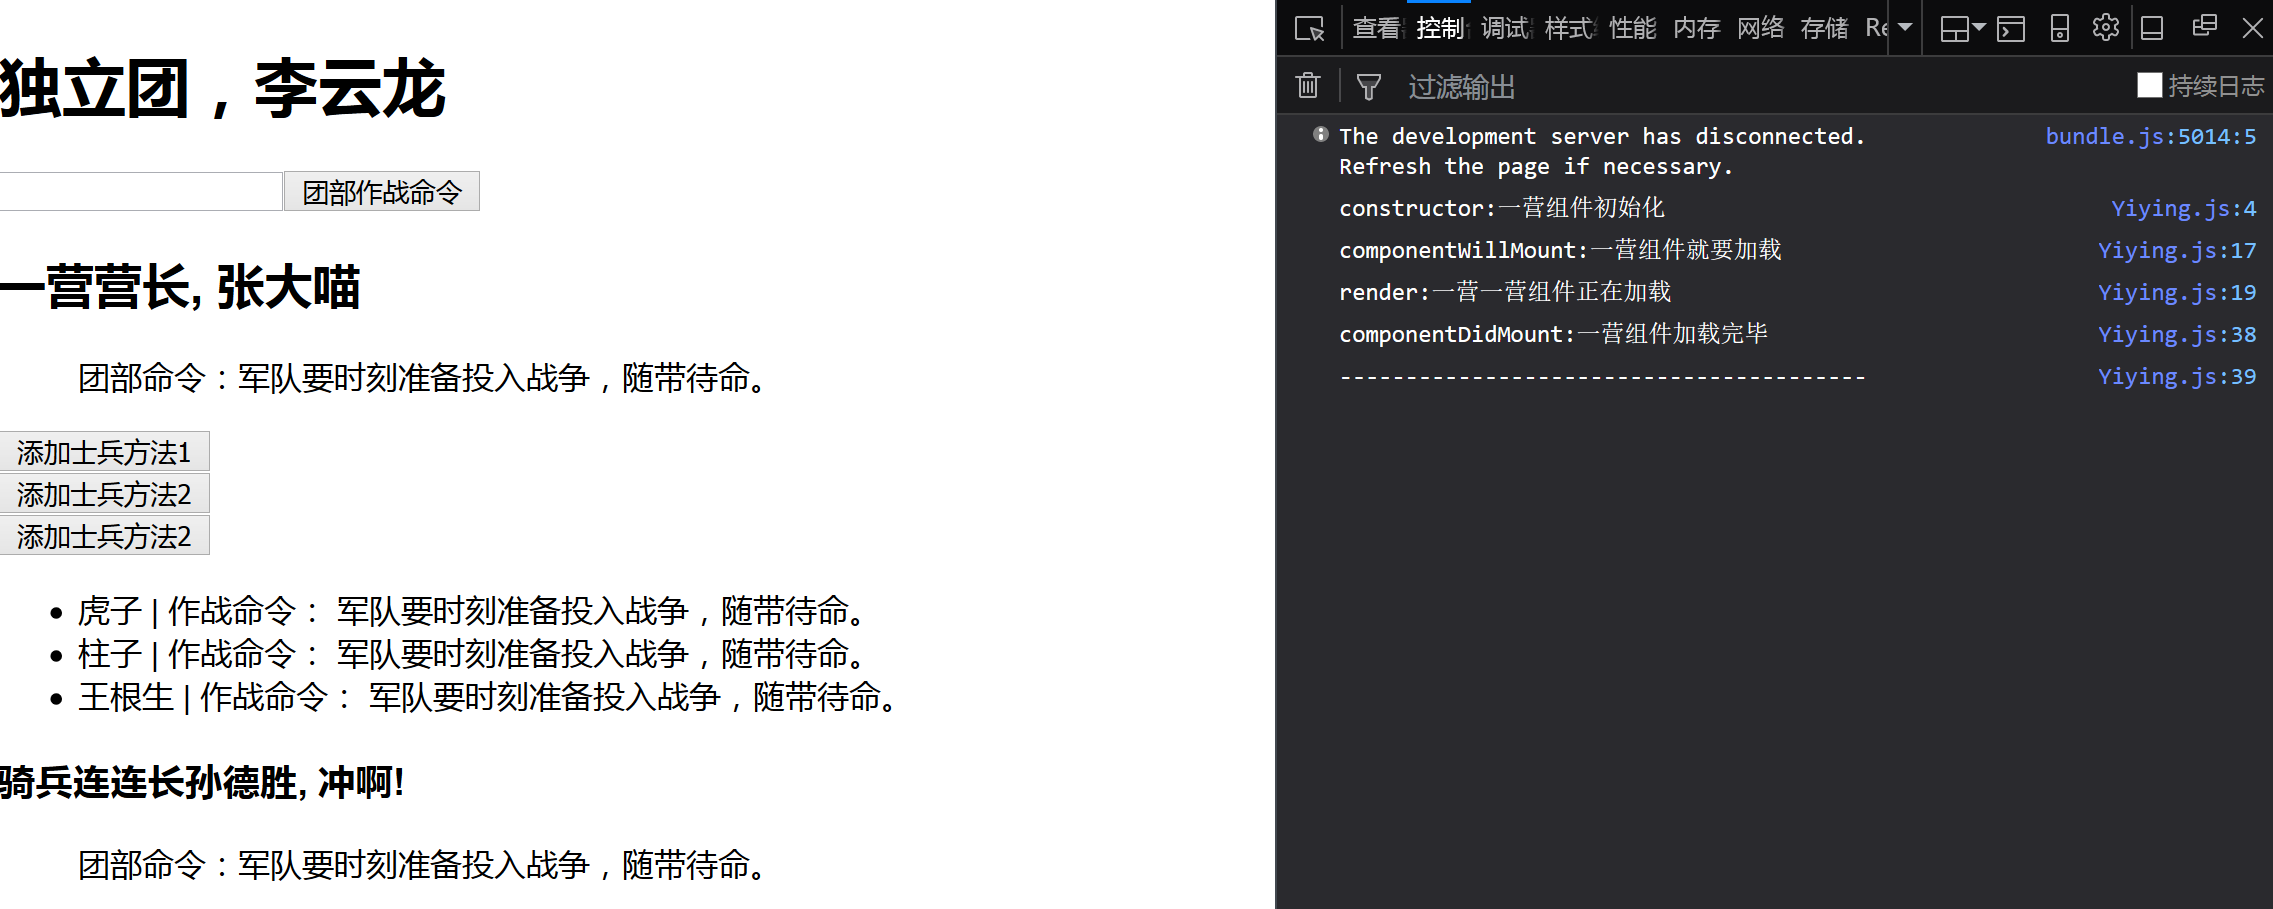 独立团，李云龙
团部作战命令
一营营长, 张大喵
团部命令：军队要时刻准备投入战争，随带待命。
添加士兵方法1
添加士兵方法2
添加士兵方法2
虎子 | 作战命令： 军队要时刻准备投入战争，随带待命。
柱子 | 作战命令： 军队要时刻准备投入战争，随带待命。
王根生 | 作战命令： 军队要时刻准备投入战争，随带待命。
骑兵连连长孙德胜, 冲啊!
团部命令：军队要时刻准备投入战争，随带待命。
查看 控制 调试 样式 性能 内存 网络 存储
过滤输出 持续日志
The development server has disconnected. bundle.js:5014:5
Refresh the page if necessary.
constructor:一营组件初始化 Yiying.js:4
componentWillMount:一营组件就要加载 Yiying.js:17
render:一营一营组件正在加载 Yiying.js:19
componentDidMount:一营组件加载完毕 Yiying.js:38
---------------------------------------- Yiying.js:39